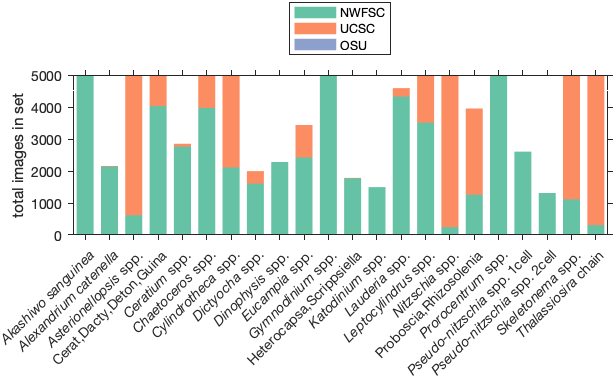 NWFSC
UCSC
OSU
total images in set
5000
4000
3000
2000
1000
0
Akashiwo sanguinea
Alexandrium catenella
Asterionellopsis spp.
Cerat,Dacty,Deton,Guina
Ceratium spp.
Chaetoceros spp.
Cylindrotheca spp.
Dictyocha spp.
Dinophysis spp.
Eucampia spp.
Gymnodnium spp.
Heterocapsa,Scrippsiella
Katodinium spp.
Lauderia spp.
Leptocylindrus spp.
Nitzschia spp.
Proboscia,Rhizosolenia
Prorocentrum spp.
Pseudo-nitzschia spp. 1cell
Pseudo-nitzschia spp. 2cell
Skeletonema spp.
Thalassiosira chain